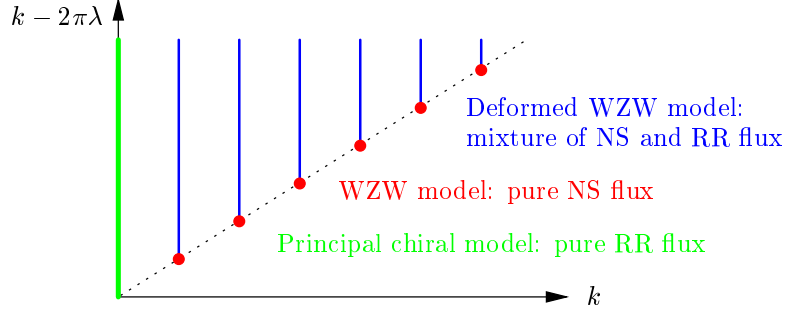 k − 2πλ
Deformed WZW model:
mixture of NS and RR flux
WZW model: pure NS flux
Principal chiral model: pure RR flux
k